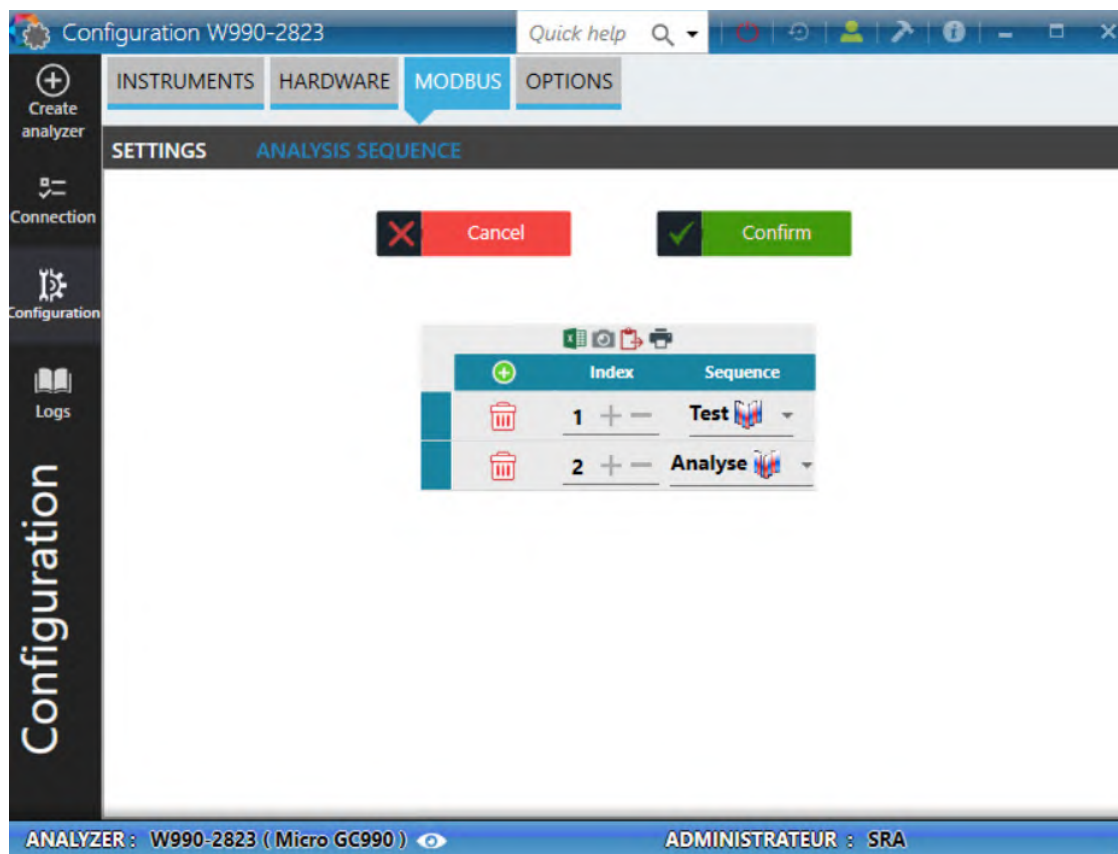 Configuration W990-2823 Quick help
INSTRUMENTS HARDWARE MODBUS OPTIONS
Create
analyzer
SETTINGS ANALYSIS SEQUENCE
Connection
Cancel Confirm
Configuration
Index Sequence
1 Test
Logs
2 Analyse
Configuration
ANALYZER : W990-2823 ( Micro GC990 ) ADMINISTRATEUR : SRA